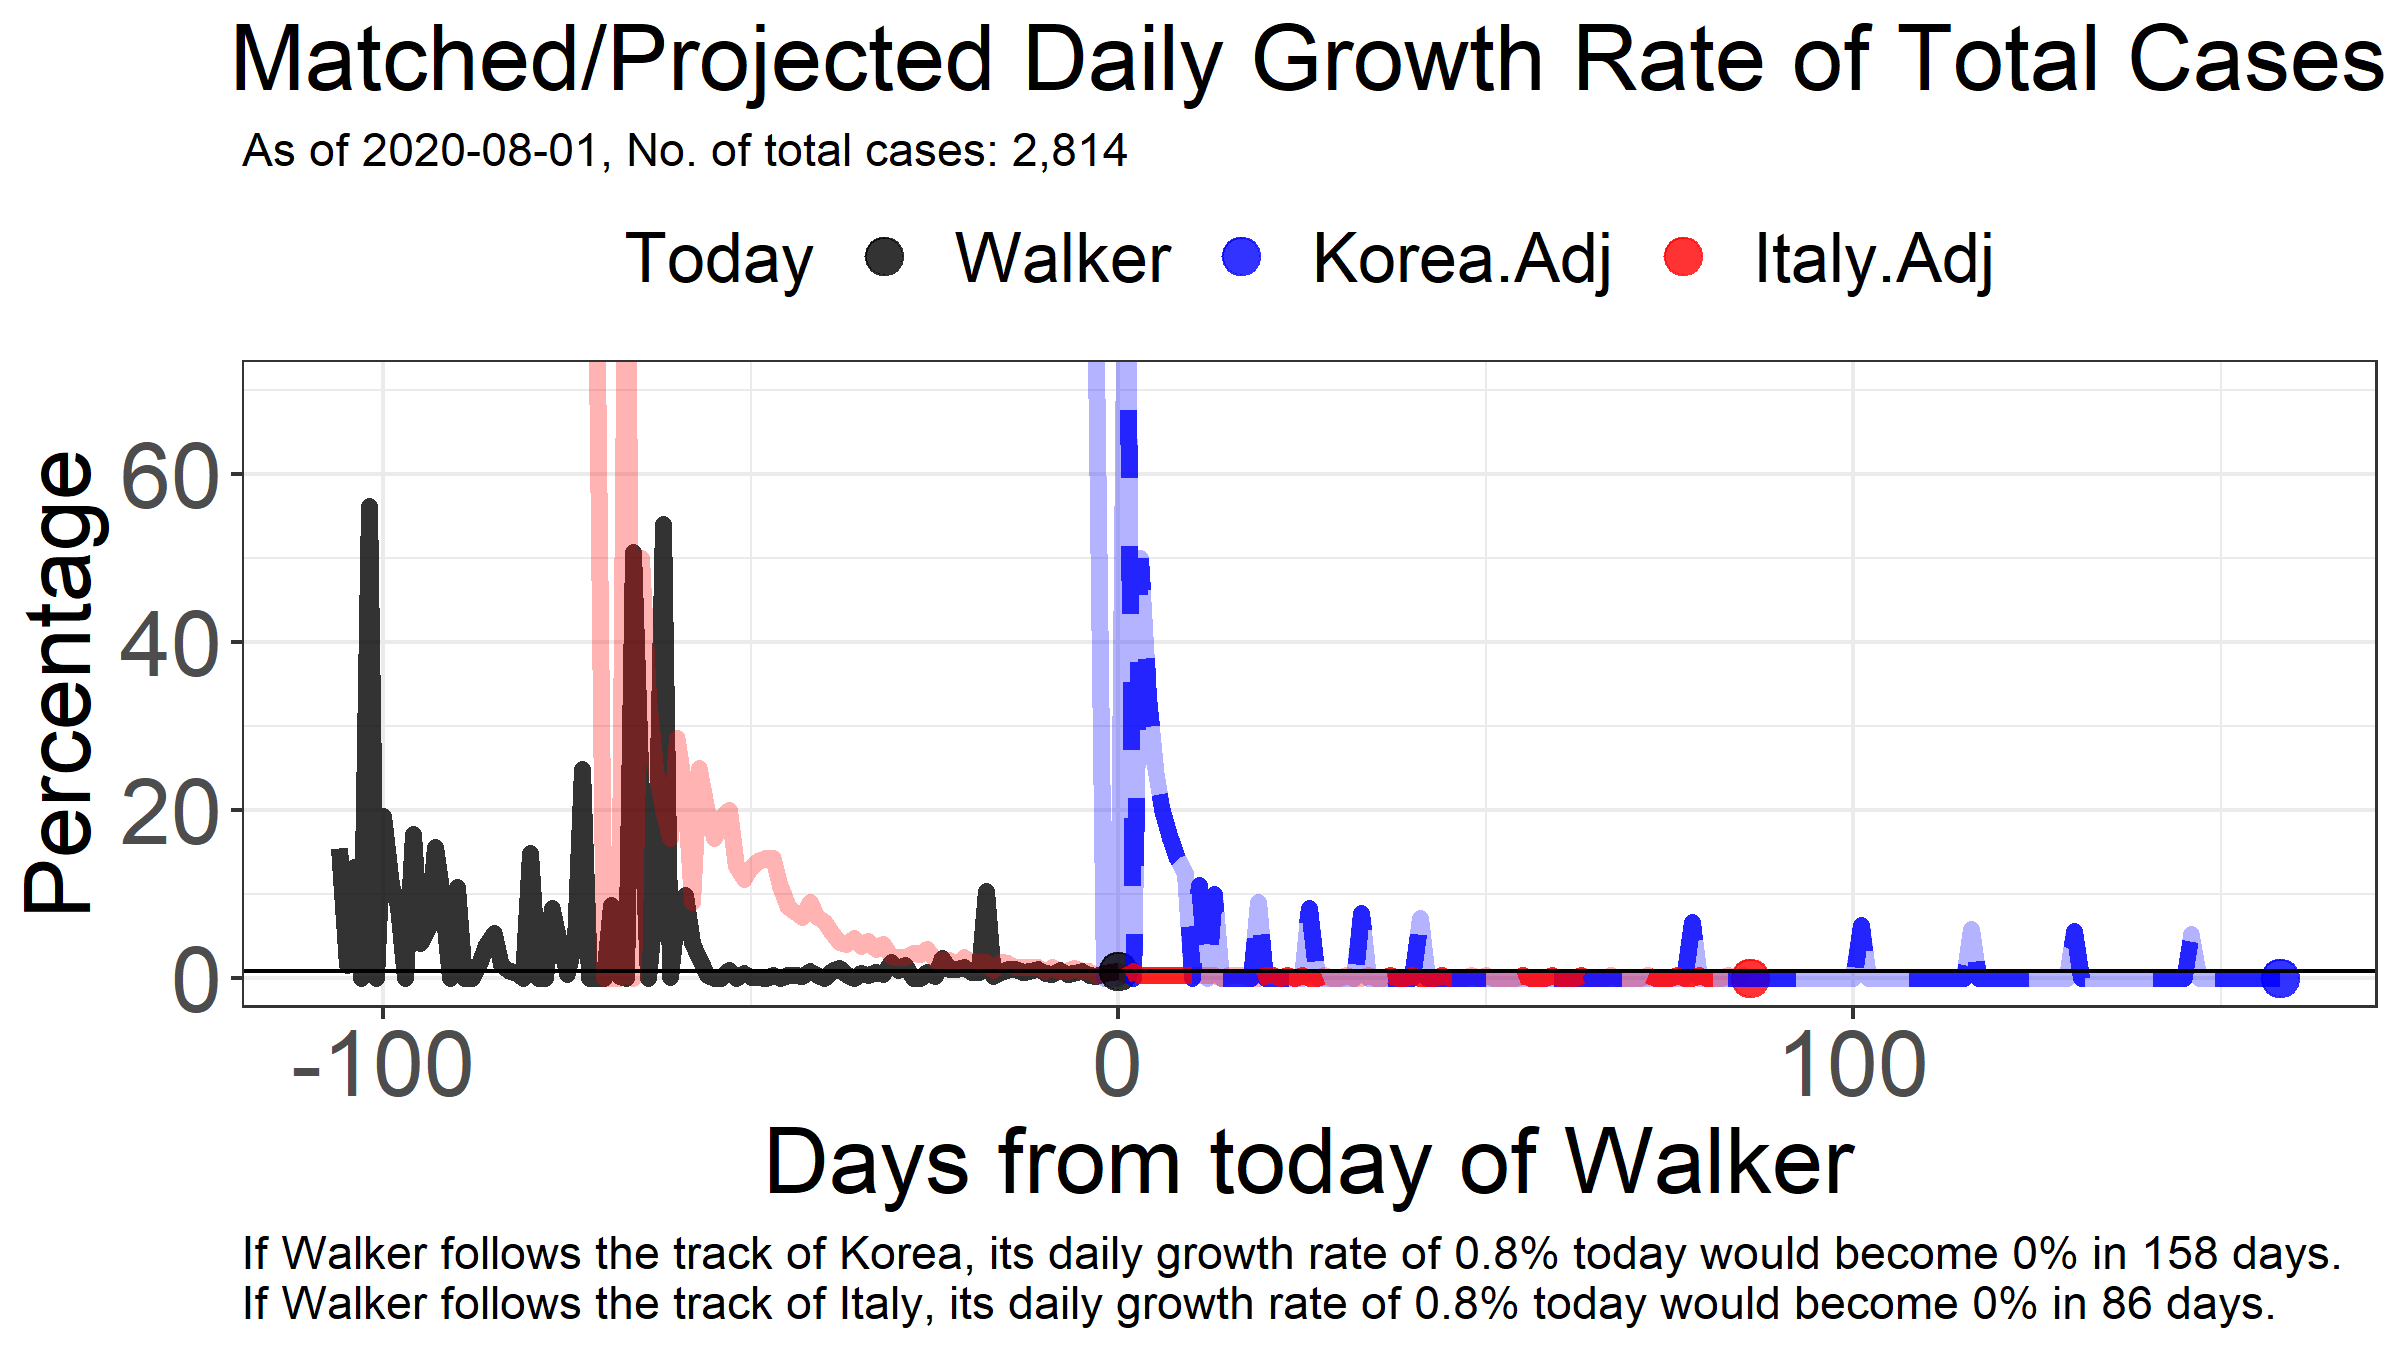 Matched/Projected Daily Growth Rate of Total Cases
As of 2020-08-01, No. of total cases: 2,814
Today Walker Korea.Adj Italy.Adj
Percentage
60
40
20
0
-100 0 100
Days from today of Walker
If Walker follows the track of Korea, its daily growth rate of 0.8% today would become 0% in 158 days.
If Walker follows the track of Italy, its daily growth rate of 0.8% today would become 0% in 86 days.